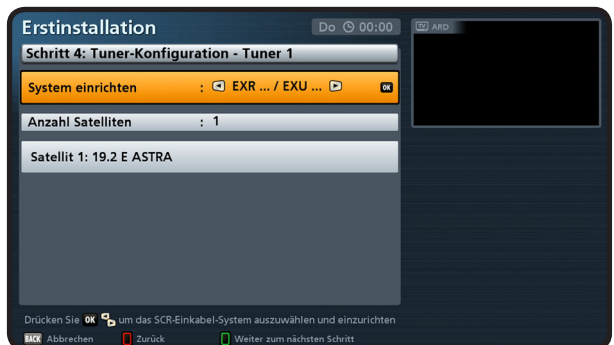 Erstinstallation
Do 00:00
TV ARD
Schritt 4: Tuner-Konfiguration - Tuner 1
System einrichten : EXR ... / EXU ... OK
Anzahl Satelliten : 1
Satellit 1: 19.2 E ASTRA
Drücken Sie OK um das SCR-Einkabel-System auszuwählen und einzurichten
BACK Abbrechen Zurück Weiter zum nächsten Schritt